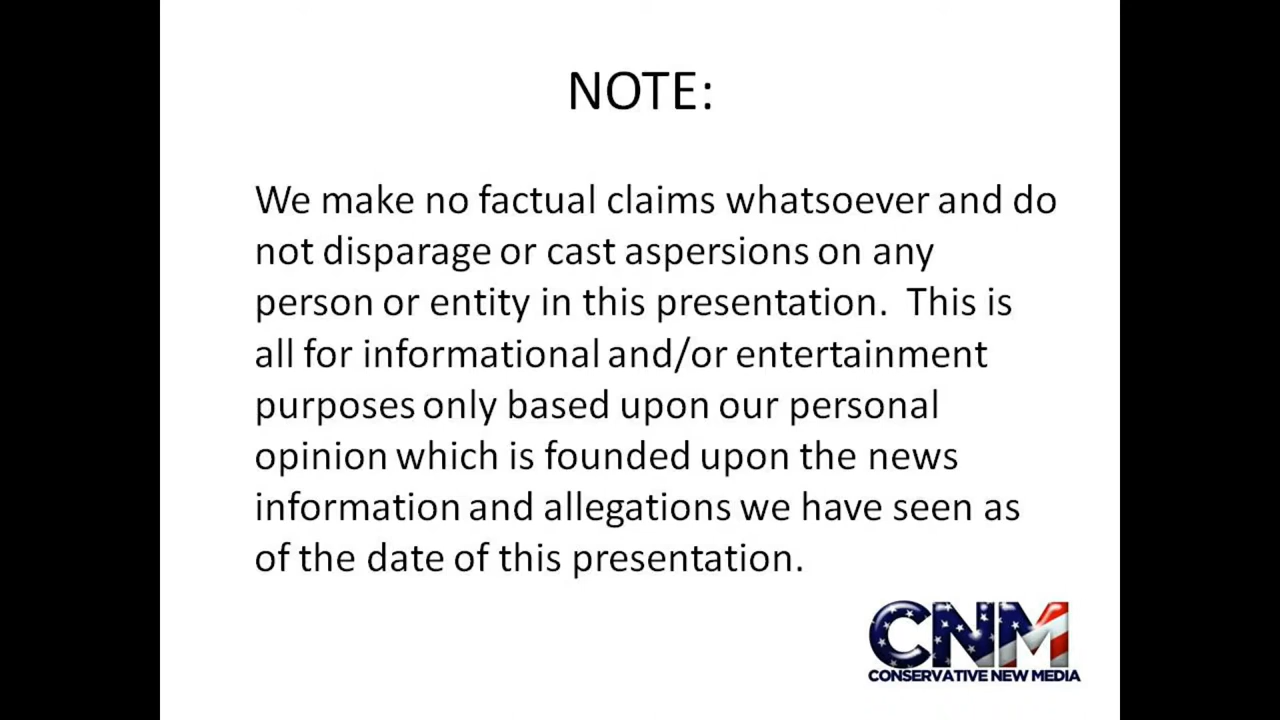 NOTE:
We make no factual claims whatsoever and do
not disparage or cast aspersions on any
person or entity in this presentation.  This is
all for informational and/or entertainment
purposes only based upon our personal
opinion which is founded upon the news
information and allegations we have seen as
of the date of this presentation.
CNM
CONSERVATIVE NEW MEDIA